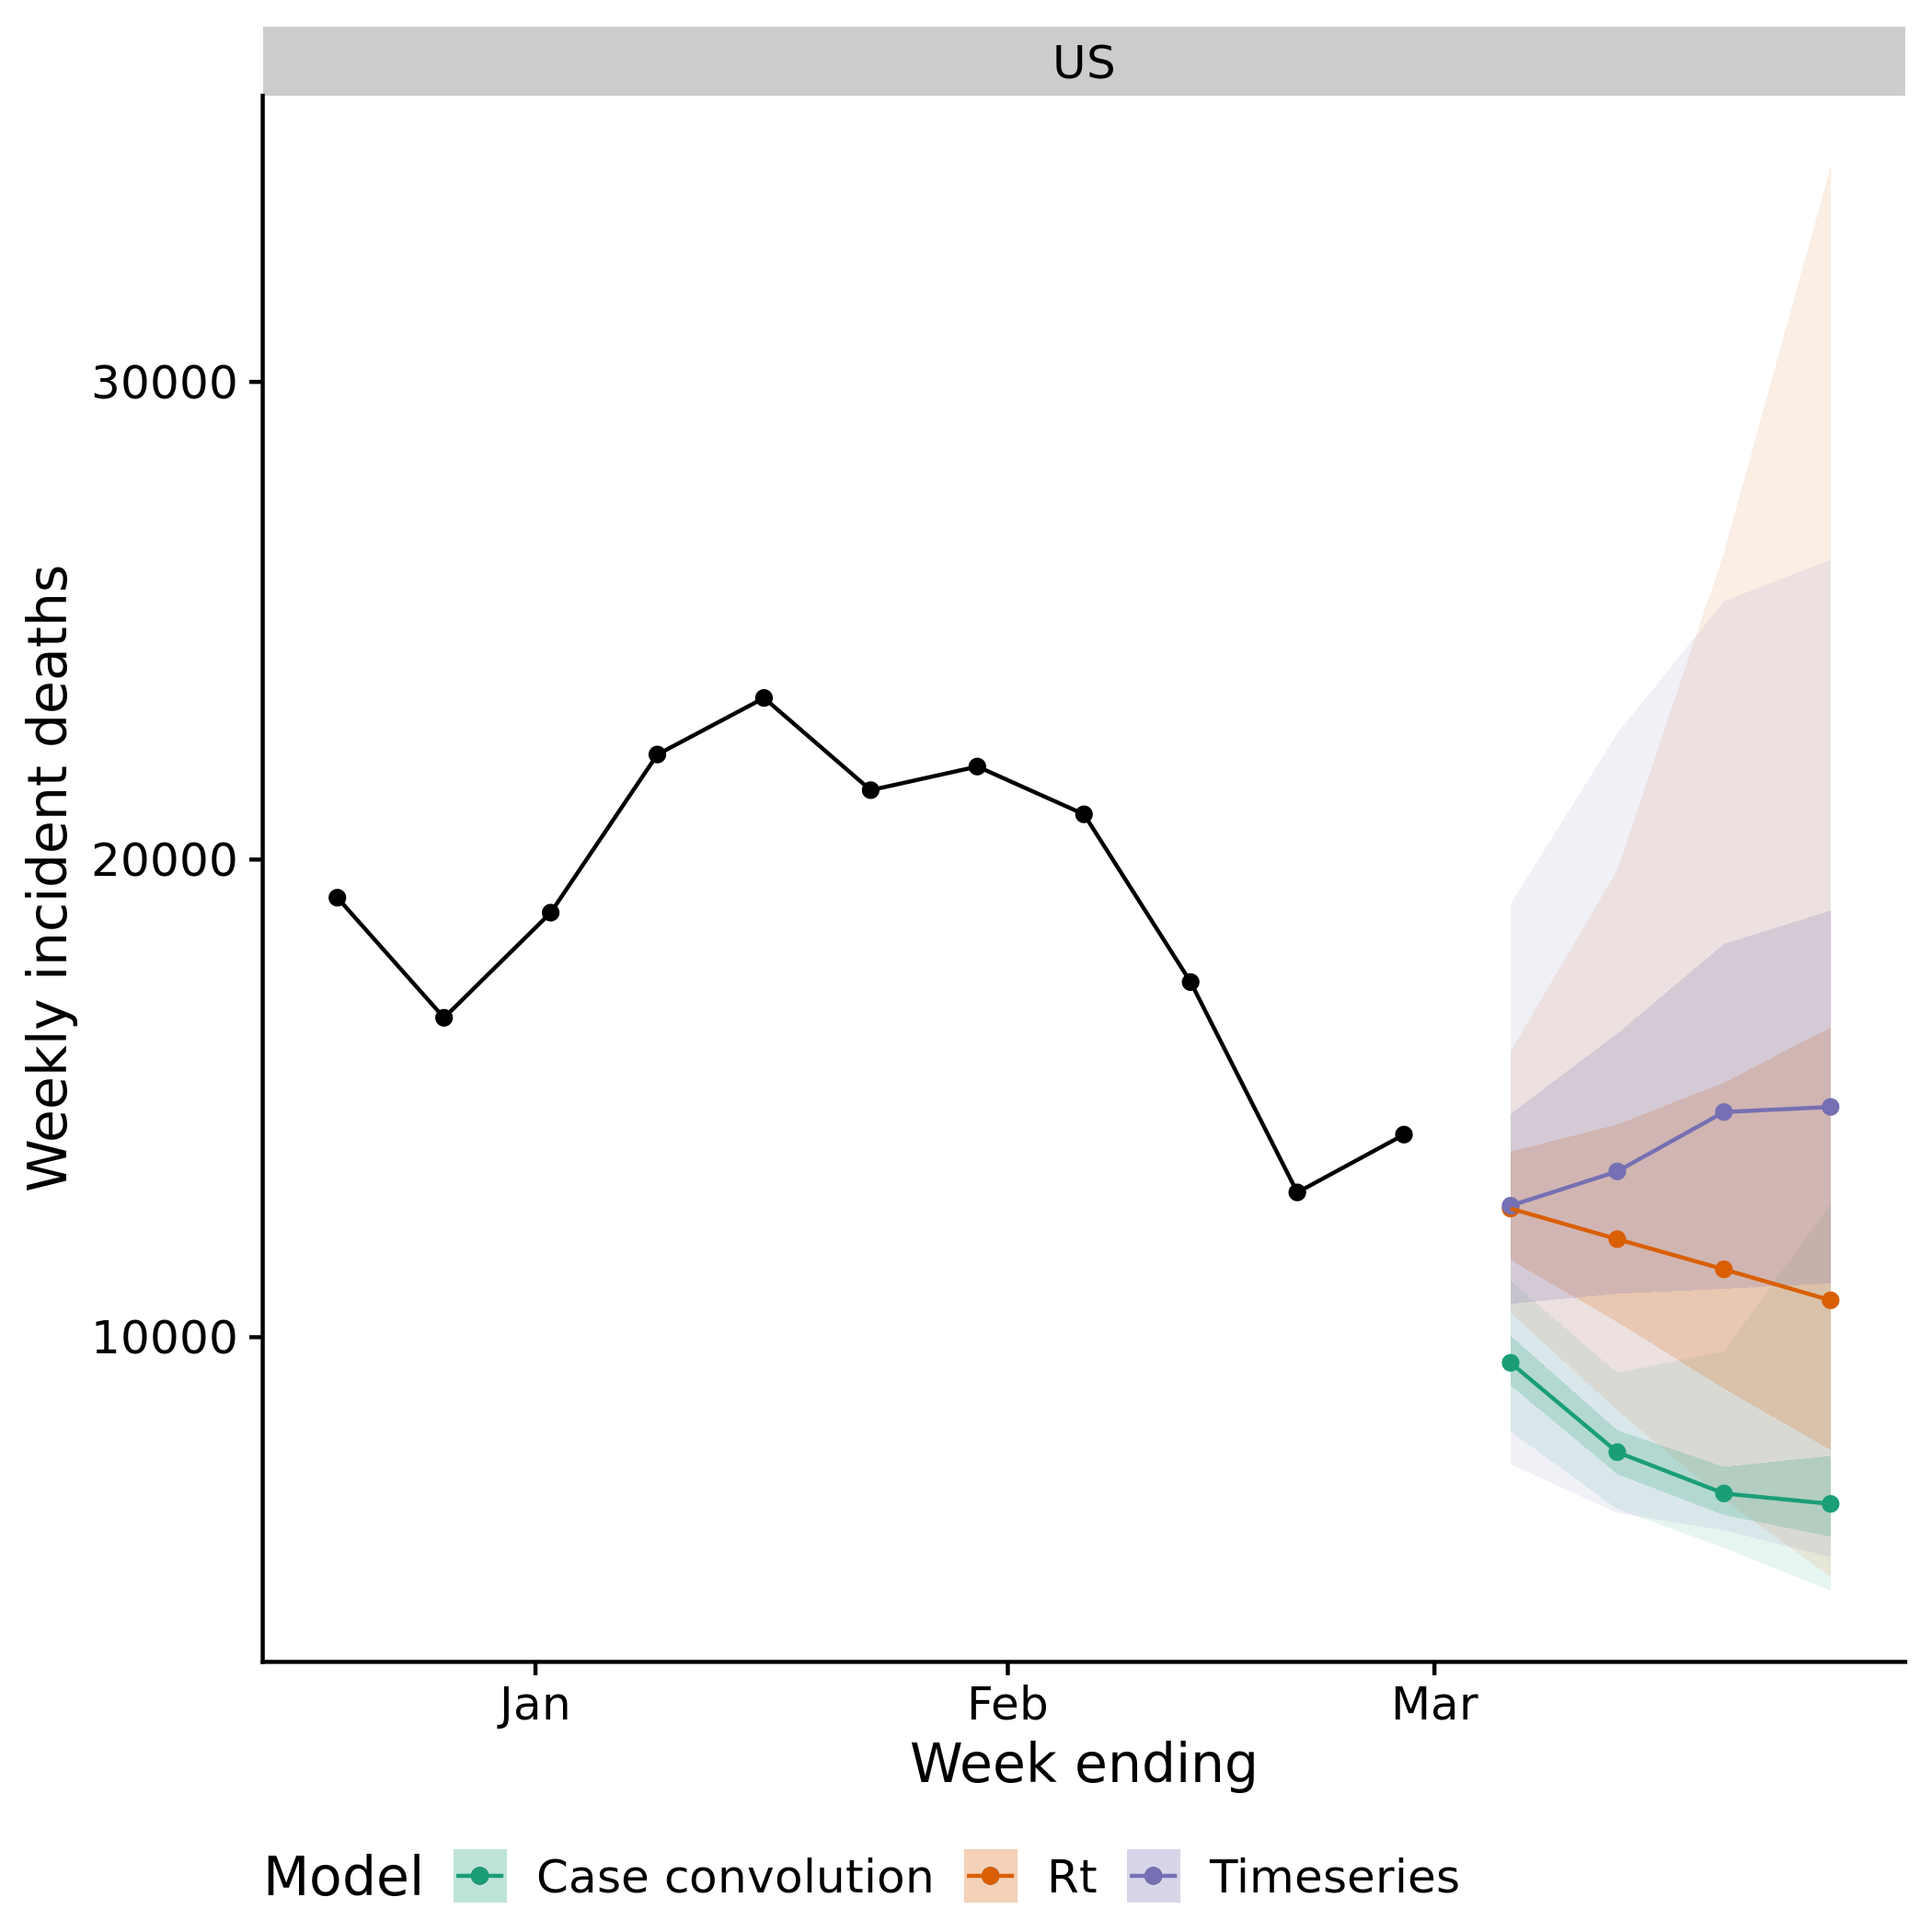 US
Weekly incident deaths
30000
20000
10000
Jan Feb Mar
Week ending
Model Case convolution Rt Timeseries